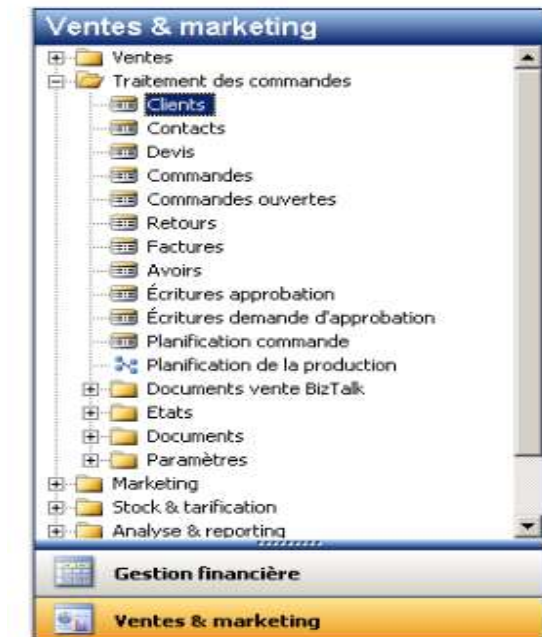 Ventes & marketing
Ventes
Traitement des commandes
Clients
Contacts
Devis
Commandes
Commandes ouvertes
Retours
Factures
Avoirs
Écritures approbation
Écritures demande d'approbation
Planification commande
Planification de la production
Documents vente BizTalk
Etats
Documents
Paramètres
Marketing
Stock & tarification
Analyse & reporting
Gestion financière
Ventes & marketing